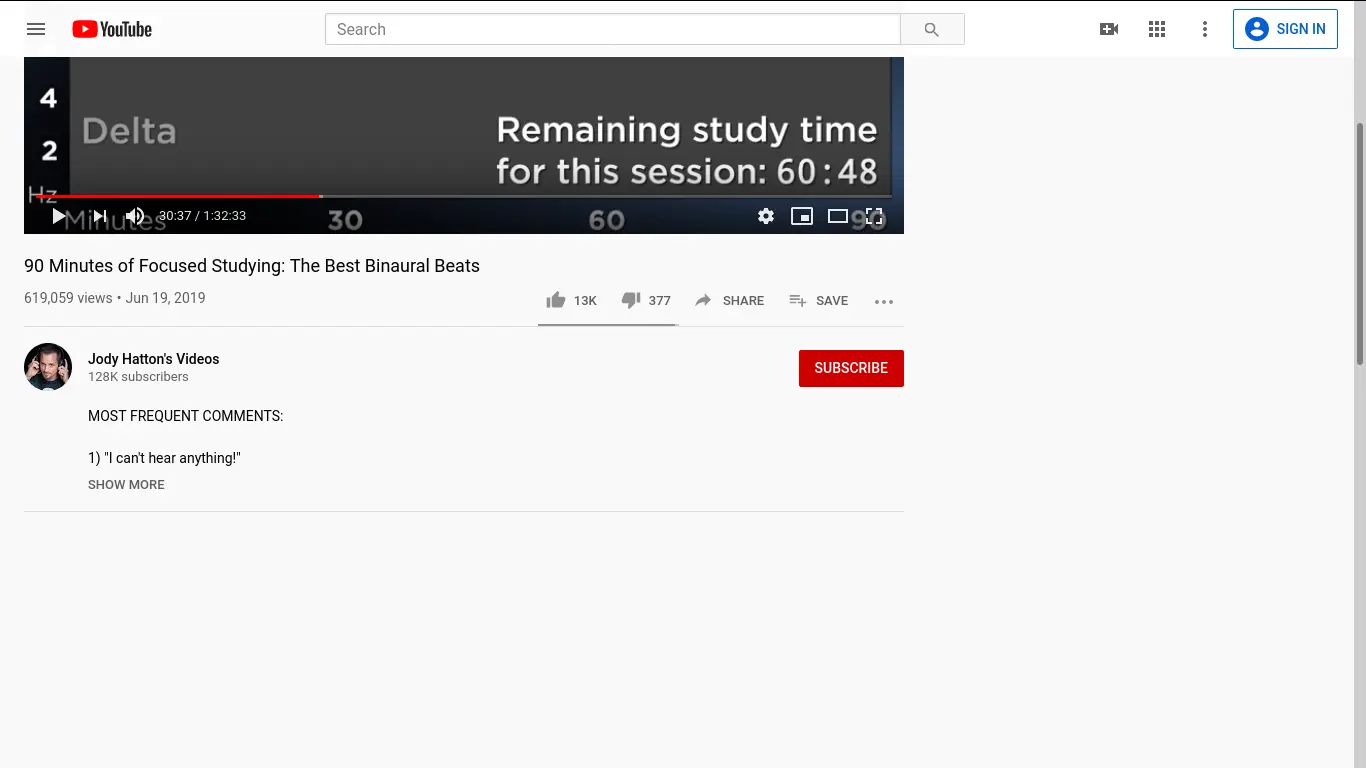 YouTube
Search
SIGN IN
4
Delta
Remaining study time
2
for this session: 60:48
Hz
30:37 / 1:32:33
Minutes
30
60
90
90 Minutes of Focused Studying: The Best Binaural Beats
619,059 views • Jun 19, 2019
13K
377
SHARE
SAVE
Jody Hatton's Videos
128K subscribers
SUBSCRIBE
MOST FREQUENT COMMENTS:
1) "I can't hear anything!"
SHOW MORE